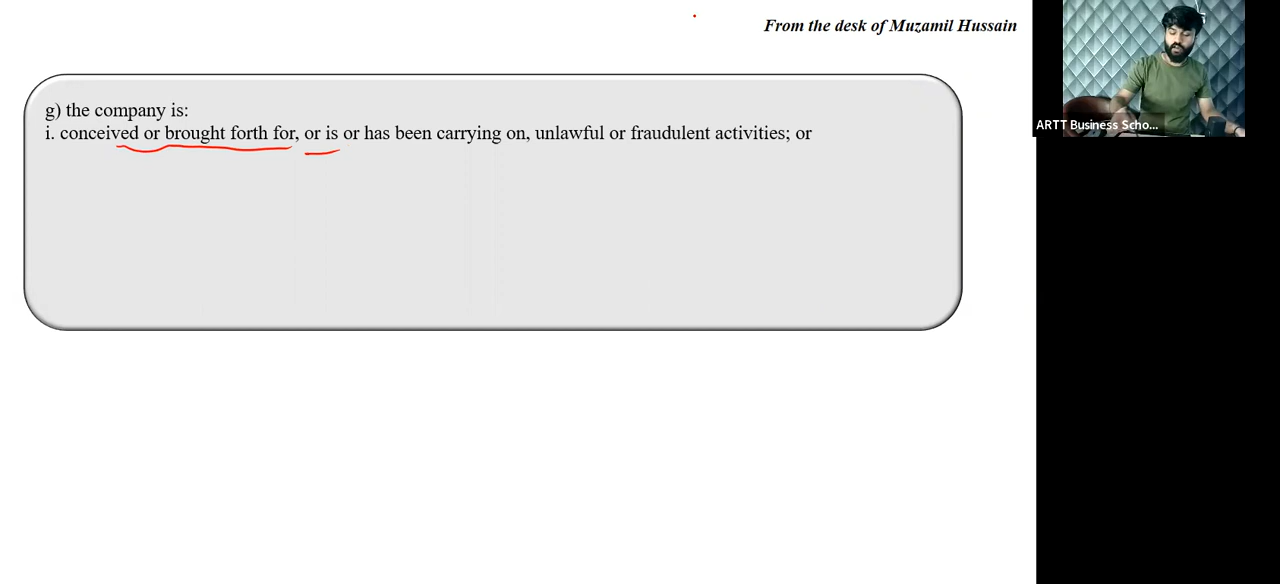 From the desk of Muzamil Hussain
g) the company is:
i. conceived or brought forth for, or is or has been carrying on, unlawful or fraudulent activities; or
ARTT Business Scho...